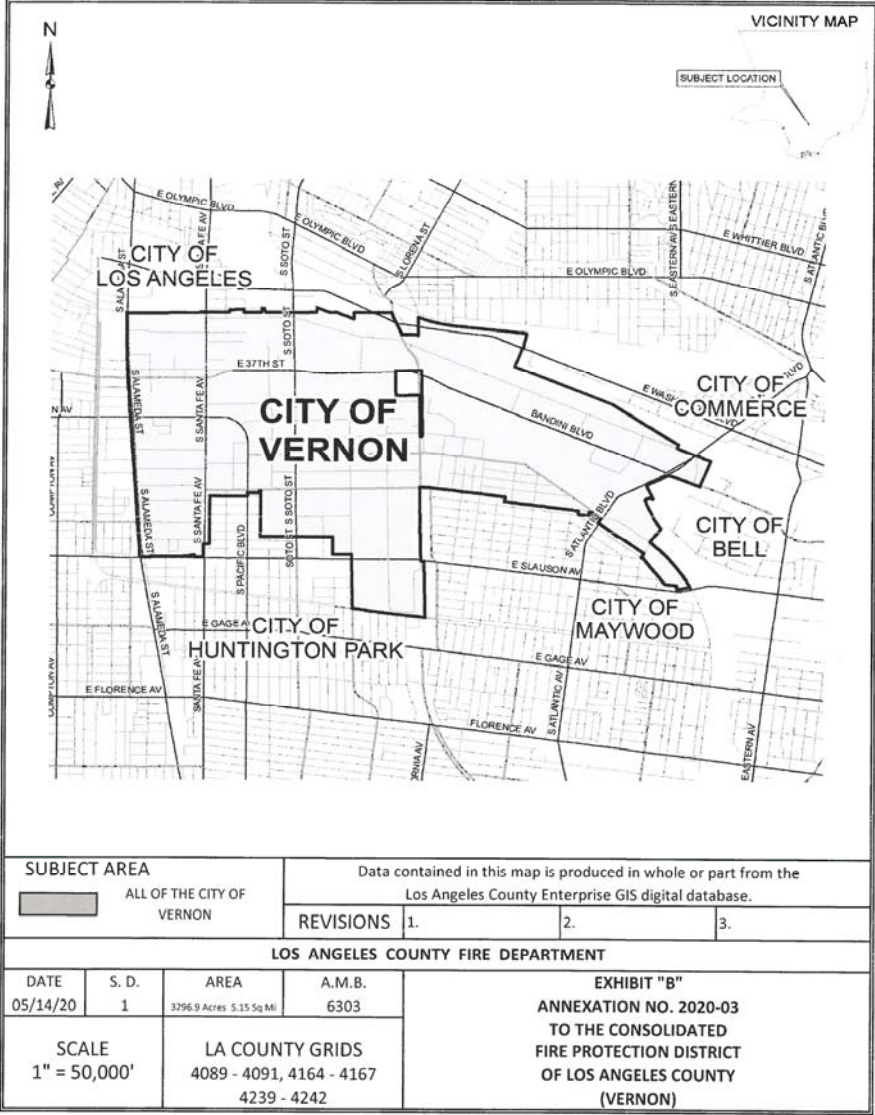 N
VICINITY MAP
SUBJECT LOCATION
E OLYMPIC BLVD
E OLYMPIC BLVD
S SOTO ST
S LORENA ST
E WHITTIER BLVD
E OLYMPIC BLVD
CITY OF
LOS ANGELES
S SOTO ST
E 37TH ST
S ALAMEDA ST
S SANTA FE AV
CITY OF
VERNON
BANDINI BLVD
CITY OF
COMMERCE
S ALAMEDA ST
S SANTA FE AV
S PACIFIC BLVD
SOTO ST
S SOTO ST
S ATLANTIC BLVD
CITY OF
BELL
E SLAUSON AV
S ALAMEDA ST
CITY OF
MAYWOOD
CITY OF
HUNTINGTON PARK
E GAGE AV
E FLORENCE AV
SANTA FE AV
FLORENCE AV
S ATLANTIC AV
EASTERN AV
SUBJECT AREA
ALL OF THE CITY OF
VERNON
Data contained in this map is produced in whole or part from the
Los Angeles County Enterprise GIS digital database.
REVISIONS 1. 2. 3.
LOS ANGELES COUNTY FIRE DEPARTMENT
DATE
05/14/20
S. D.
1
AREA
3296.9 Acres 5.15 Sq Mi
A.M.B.
6303
SCALE
1" = 50,000'
LA COUNTY GRIDS
4089 - 4091, 4164 - 4167
4239 - 4242
EXHIBIT "B"
ANNEXATION NO. 2020-03
TO THE CONSOLIDATED
FIRE PROTECTION DISTRICT
OF LOS ANGELES COUNTY
(VERNON)